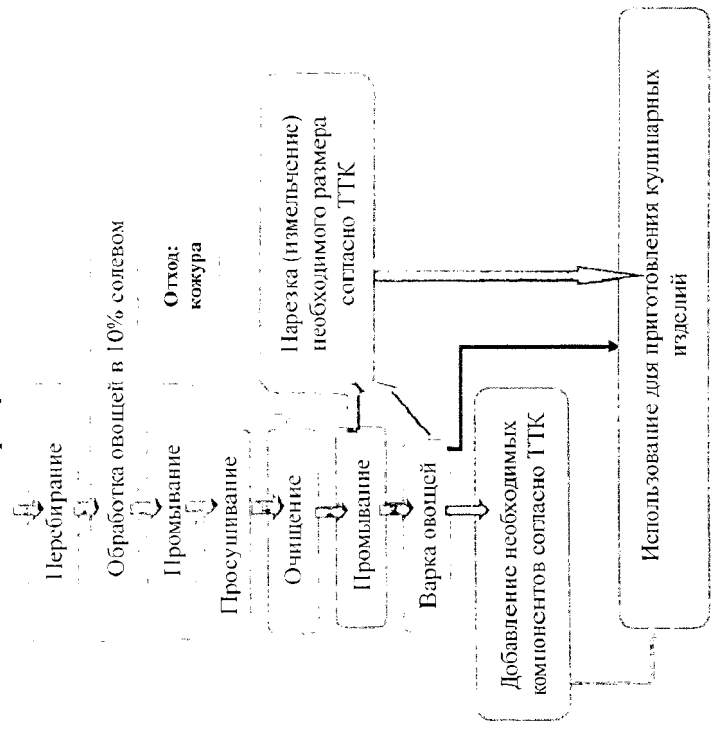 Перебирание
Обработка овощей в 10% солевом
Промывание
Просушивание
Отход:
кожура
Очищение
Промывание
Нарезка (измельчение)
необходимого размера
согласно ТТК
Варка овощей
Добавление необходимых
компонентов согласно ТТК
Использование для приготовления кулинарных
изделий